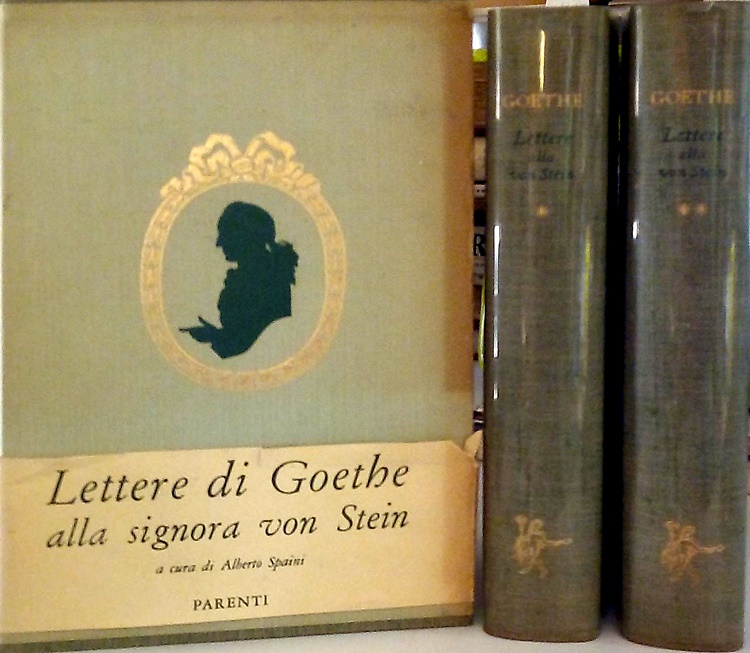 Lettere di Goethe
alla signora von Stein
a cura di Alberto Spaini
PARENTI
GOETHE
Lettere
alla
von Stein
*
GOETHE
Lettere
alla
von Stein
**
R